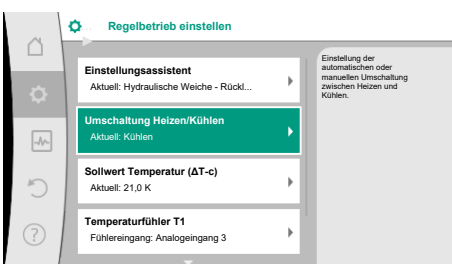 Regelbetrieb einstellen
Einstellungsassistent
Aktuell: Hydraulische Weiche - Rückl...
Umschaltung Heizen/Kühlen
Aktuell: Kühlen
Sollwert Temperatur (ΔT-c)
Aktuell: 21,0 K
Temperaturfühler T1
Fühlereingang: Analogeingang 3
Einstellung der
automatischen oder
manuellen Umschaltung
zwischen Heizen und
Kühlen.